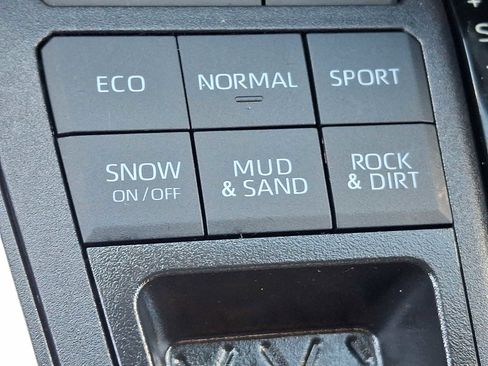 ECO
NORMAL
SPORT
SNOW
ON / OFF
MUD
& SAND
ROCK
& DIRT